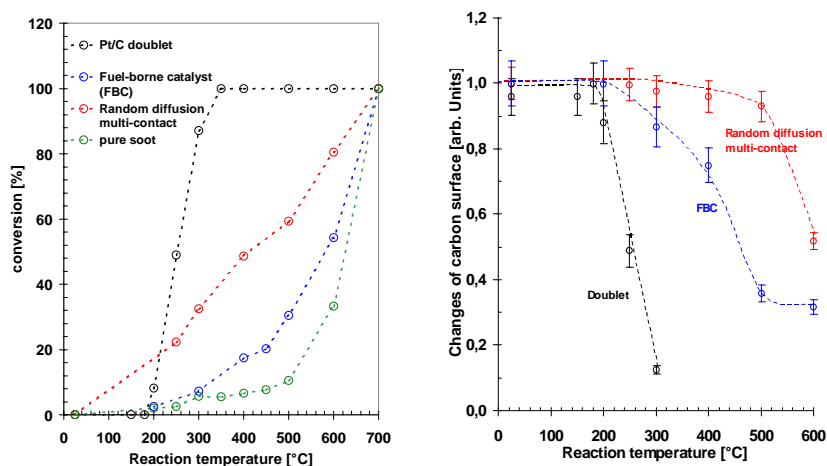 120
100
80
60
40
20
0
conversion [%]
0 100 200 300 400 500 600 700
Reaction temperature [°C]
Pt/C doublet
Fuel-borne catalyst
(FBC)
Random diffusion
multi-contact
pure soot
1,2
1,0
0,8
0,6
0,4
0,2
0,0
Changes of carbon surface [arb. Units]
0 100 200 300 400 500 600
Reaction temperature [°C]
Random diffusion
multi-contact
FBC
Doublet